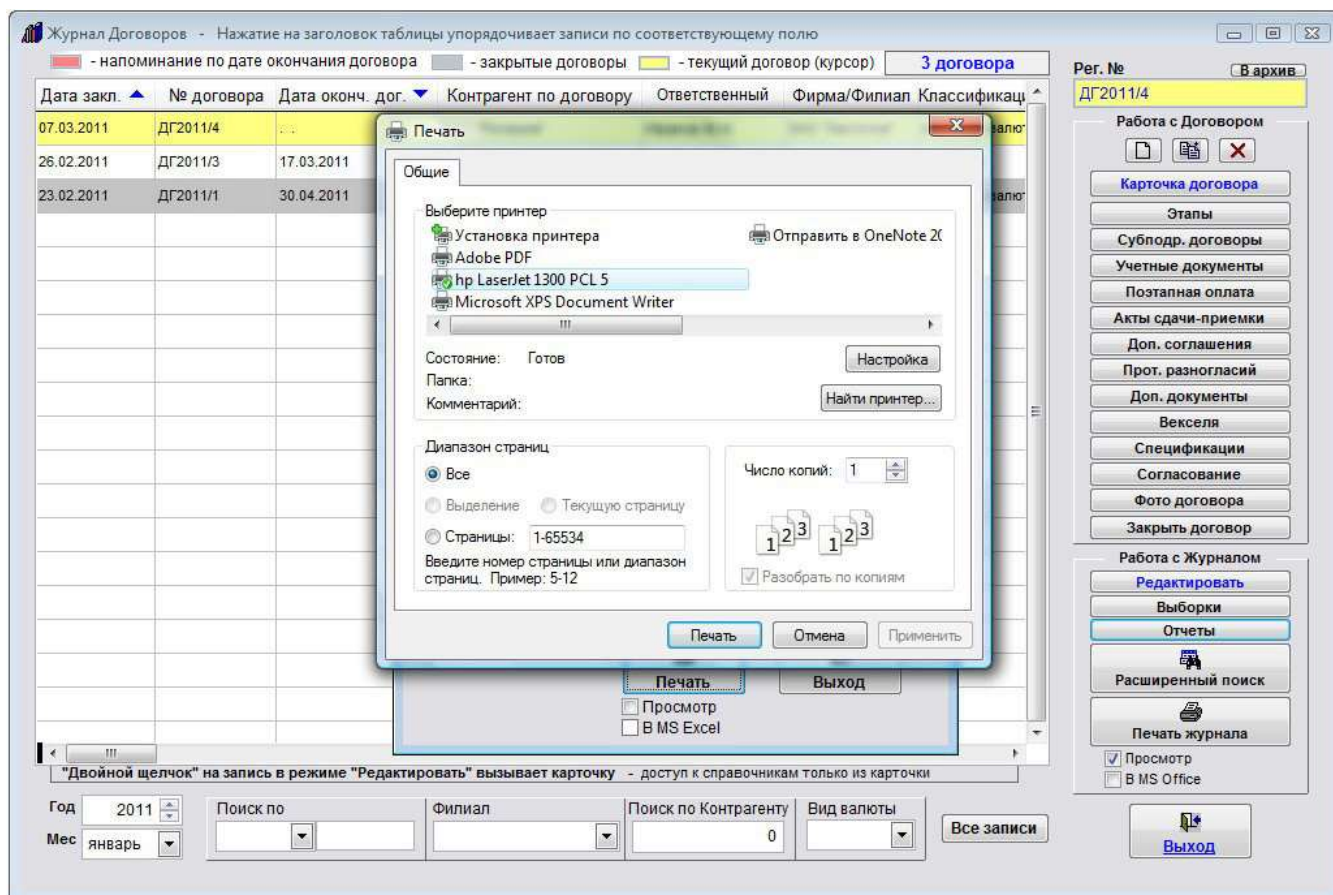 Журнал Договоров - Нажатие на заголовок таблицы упорядочивает записи по соответствующему полю
- напоминание по дате окончания договора - закрытые договоры - текущий договор (курсор) 3 договора
Дата закл. № договора Дата оконч. дог. Контрагент по договору Ответственный Фирма/Филиал Классификаци
07.03.2011 ДГ2011/4 . .
26.02.2011 ДГ2011/3 17.03.2011
23.02.2011 ДГ2011/1 30.04.2011
Печать
Общие
Выберите принтер
Установка принтера
Отправить в OneNote 20
Adobe PDF
hp LaserJet 1300 PCL 5
Microsoft XPS Document Writer
Состояние: Готов
Настройка
Папка:
Комментарий:
Найти принтер...
Диапазон страниц
Все
Выделение Текущую страницу
Страницы: 1-65534
Введите номер страницы или диапазон
страниц. Пример: 5-12
Число копий: 1
1 2 3 1 2 3
Разобрать по копиям
Печать Отмена Применить
Печать Выход
Просмотр
В MS Excel
"Двойной щелчок" на запись в режиме "Редактировать" вызывает карточку - доступ к справочникам только из карточки
Год 2011
Мес январь
Поиск по
Филиал
Поиск по Контрагенту
0
Вид валюты
Все записи
Рег. № В архив
ДГ2011/4
Работа с Договором
Карточка договора
Этапы
Субподр. договоры
Учетные документы
Поэтапная оплата
Акты сдачи-приемки
Доп. соглашения
Прот. разногласий
Доп. документы
Векселя
Спецификации
Согласование
Фото договора
Закрыть договор
Работа с Журналом
Редактировать
Выборки
Отчеты
Расширенный поиск
Печать журнала
Просмотр
В MS Office
Выход